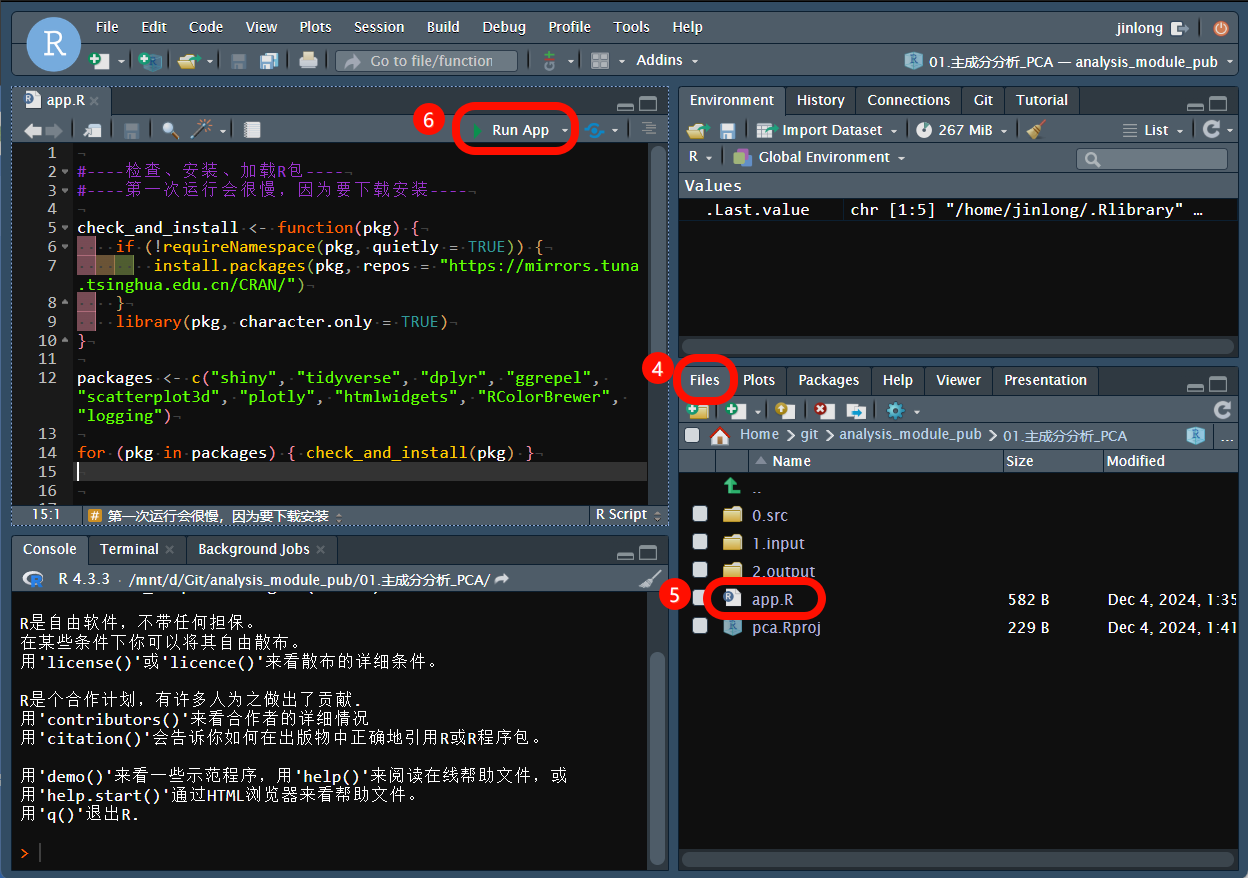 R
File Edit Code View Plots Session Build Debug Profile Tools Help
jinlong
Go to file/function
Addins
01.主成分分析_PCA — analysis_module_pub
app.R
6
Run App
1
2 #----检查、安装、加载R包-----
3 #----第一次运行会很慢，因为要下载安装-----
4
5 check_and_install <- function(pkg) {
6 if (!requireNamespace(pkg, quietly = TRUE)) {
7 install.packages(pkg, repos = "https://mirrors.tuna
.tsinghua.edu.cn/CRAN/")
8 }
9 library(pkg, character.only = TRUE)
10 }
11
12 packages <- c("shiny", "tidyverse", "dplyr", "ggrepel",
"scatterplot3d", "plotly", "htmlwidgets", "RColorBrewer",
"logging")
13
14 for (pkg in packages) { check_and_install(pkg) }
15
16
15:1 # 第一次运行会很慢，因为要下载安装 R Script
Console Terminal Background Jobs
R 4.3.3 · /mnt/d/Git/analysis_module_pub/01.主成分分析_PCA/
R是自由软件，不带任何担保。
在某些条件下你可以将其自由散布。
用'license()'或'licence()'来看散布的详细条件。
R是个合作计划，有许多人为之做出了贡献.
用'contributors()'来看合作者的详细情况
用'citation()'会告诉你如何在出版物中正确地引用R或R程序包。
用'demo()'来看一些示范程序，用'help()'来阅读在线帮助文件，或
用'help.start()'通过HTML浏览器来看帮助文件。
用'q()'退出R.
>
Environment History Connections Git Tutorial
Import Dataset 267 MiB List
R Global Environment
Values
.Last.value chr [1:5] "/home/jinlong/.Rlibrary" …
4
Files Plots Packages Help Viewer Presentation
Home git analysis_module_pub 01.主成分分析_PCA ...
Name Size Modified
..
0.src
1.input
2.output
5
app.R 582 B Dec 4, 2024, 1:35
pca.Rproj 229 B Dec 4, 2024, 1:41